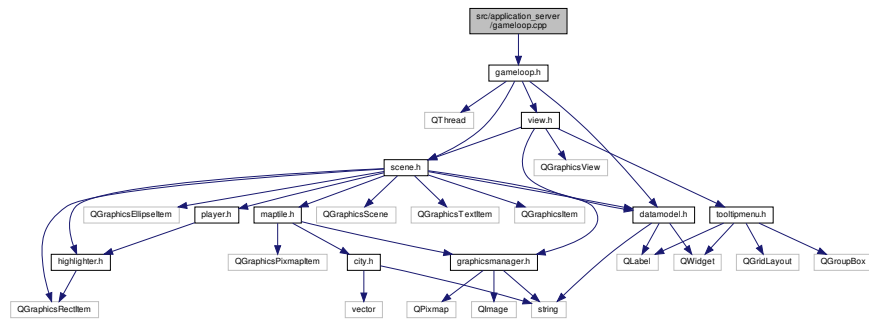 src/application_server
/gameloop.cpp
gameloop.h
QThread
view.h
scene.h
QGraphicsView
QGraphicsEllipseItem
player.h
maptile.h
QGraphicsScene
QGraphicsTextItem
QGraphicsItem
datamodel.h
tooltipmenu.h
highlighter.h
QGraphicsPixmapItem
city.h
graphicsmanager.h
QLabel
QWidget
QGridLayout
QGroupBox
QGraphicsRectItem
vector
QPixmap
QImage
string